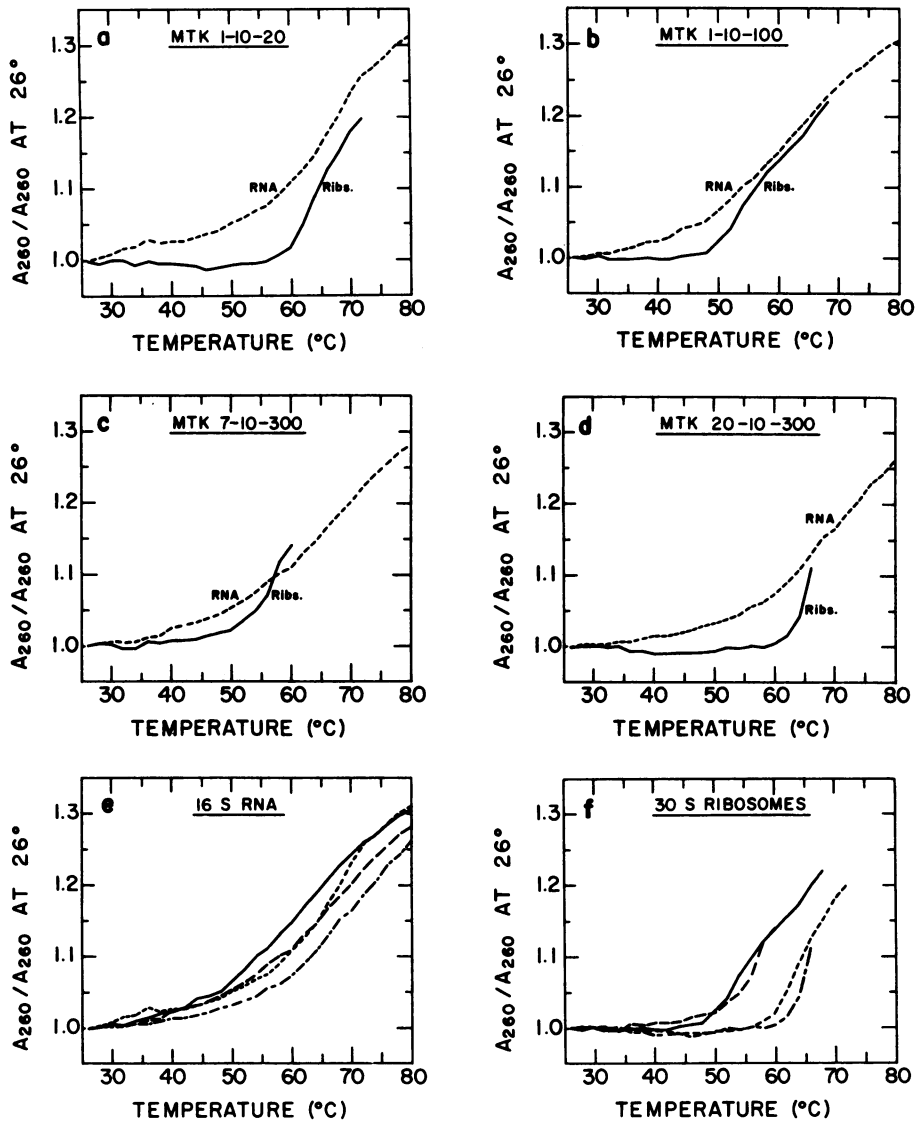 a
MTK 1-10-20
1.3
1.2
1.1
1.0
RNA
Ribs.
A260/A260 AT 26°
30 40 50 60 70 80
TEMPERATURE (°C)
b
MTK 1-10-100
1.3
1.2
1.1
1.0
RNA
Ribs.
A260/A260 AT 26°
30 40 50 60 70 80
TEMPERATURE (°C)
c
MTK 7-10-300
1.3
1.2
1.1
1.0
RNA
Ribs.
A260/A260 AT 26°
30 40 50 60 70 80
TEMPERATURE (°C)
d
MTK 20-10-300
1.3
1.2
1.1
1.0
RNA
Ribs.
A260/A260 AT 26°
30 40 50 60 70 80
TEMPERATURE (°C)
e
16 S RNA
1.3
1.2
1.1
1.0
A260/A260 AT 26°
30 40 50 60 70 80
TEMPERATURE (°C)
f
30 S RIBOSOMES
1.3
1.2
1.1
1.0
A260/A260 AT 26°
30 40 50 60 70 80
TEMPERATURE (°C)